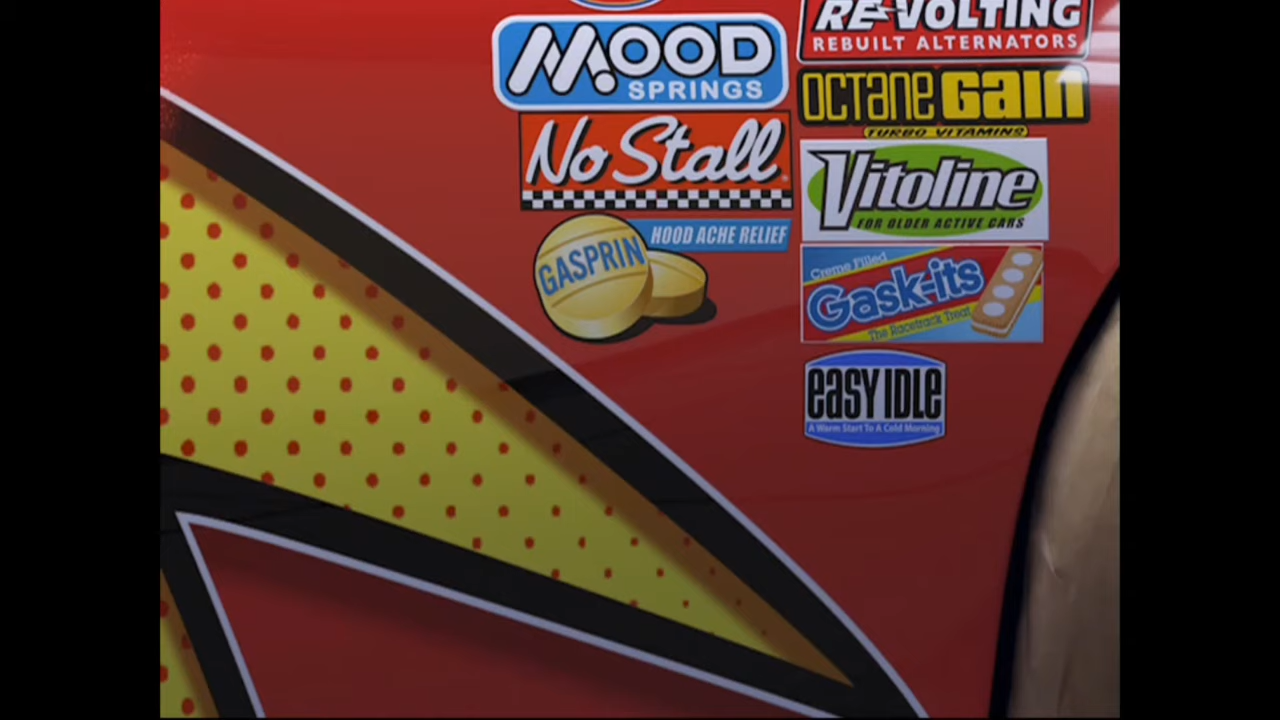 RE-VOLTING
REBUILT ALTERNATORS
MOOD
SPRINGS
OCTANE GAIN
TURBO VITAMINS
No Stall
Vitoline
FOR OLDER ACTIVE CARS
GASPRIN
HOOD ACHE RELIEF
Creme Filled
Gask-its
The Racetrack Treat
easy IDLE
A Warm Start To A Cold Morning